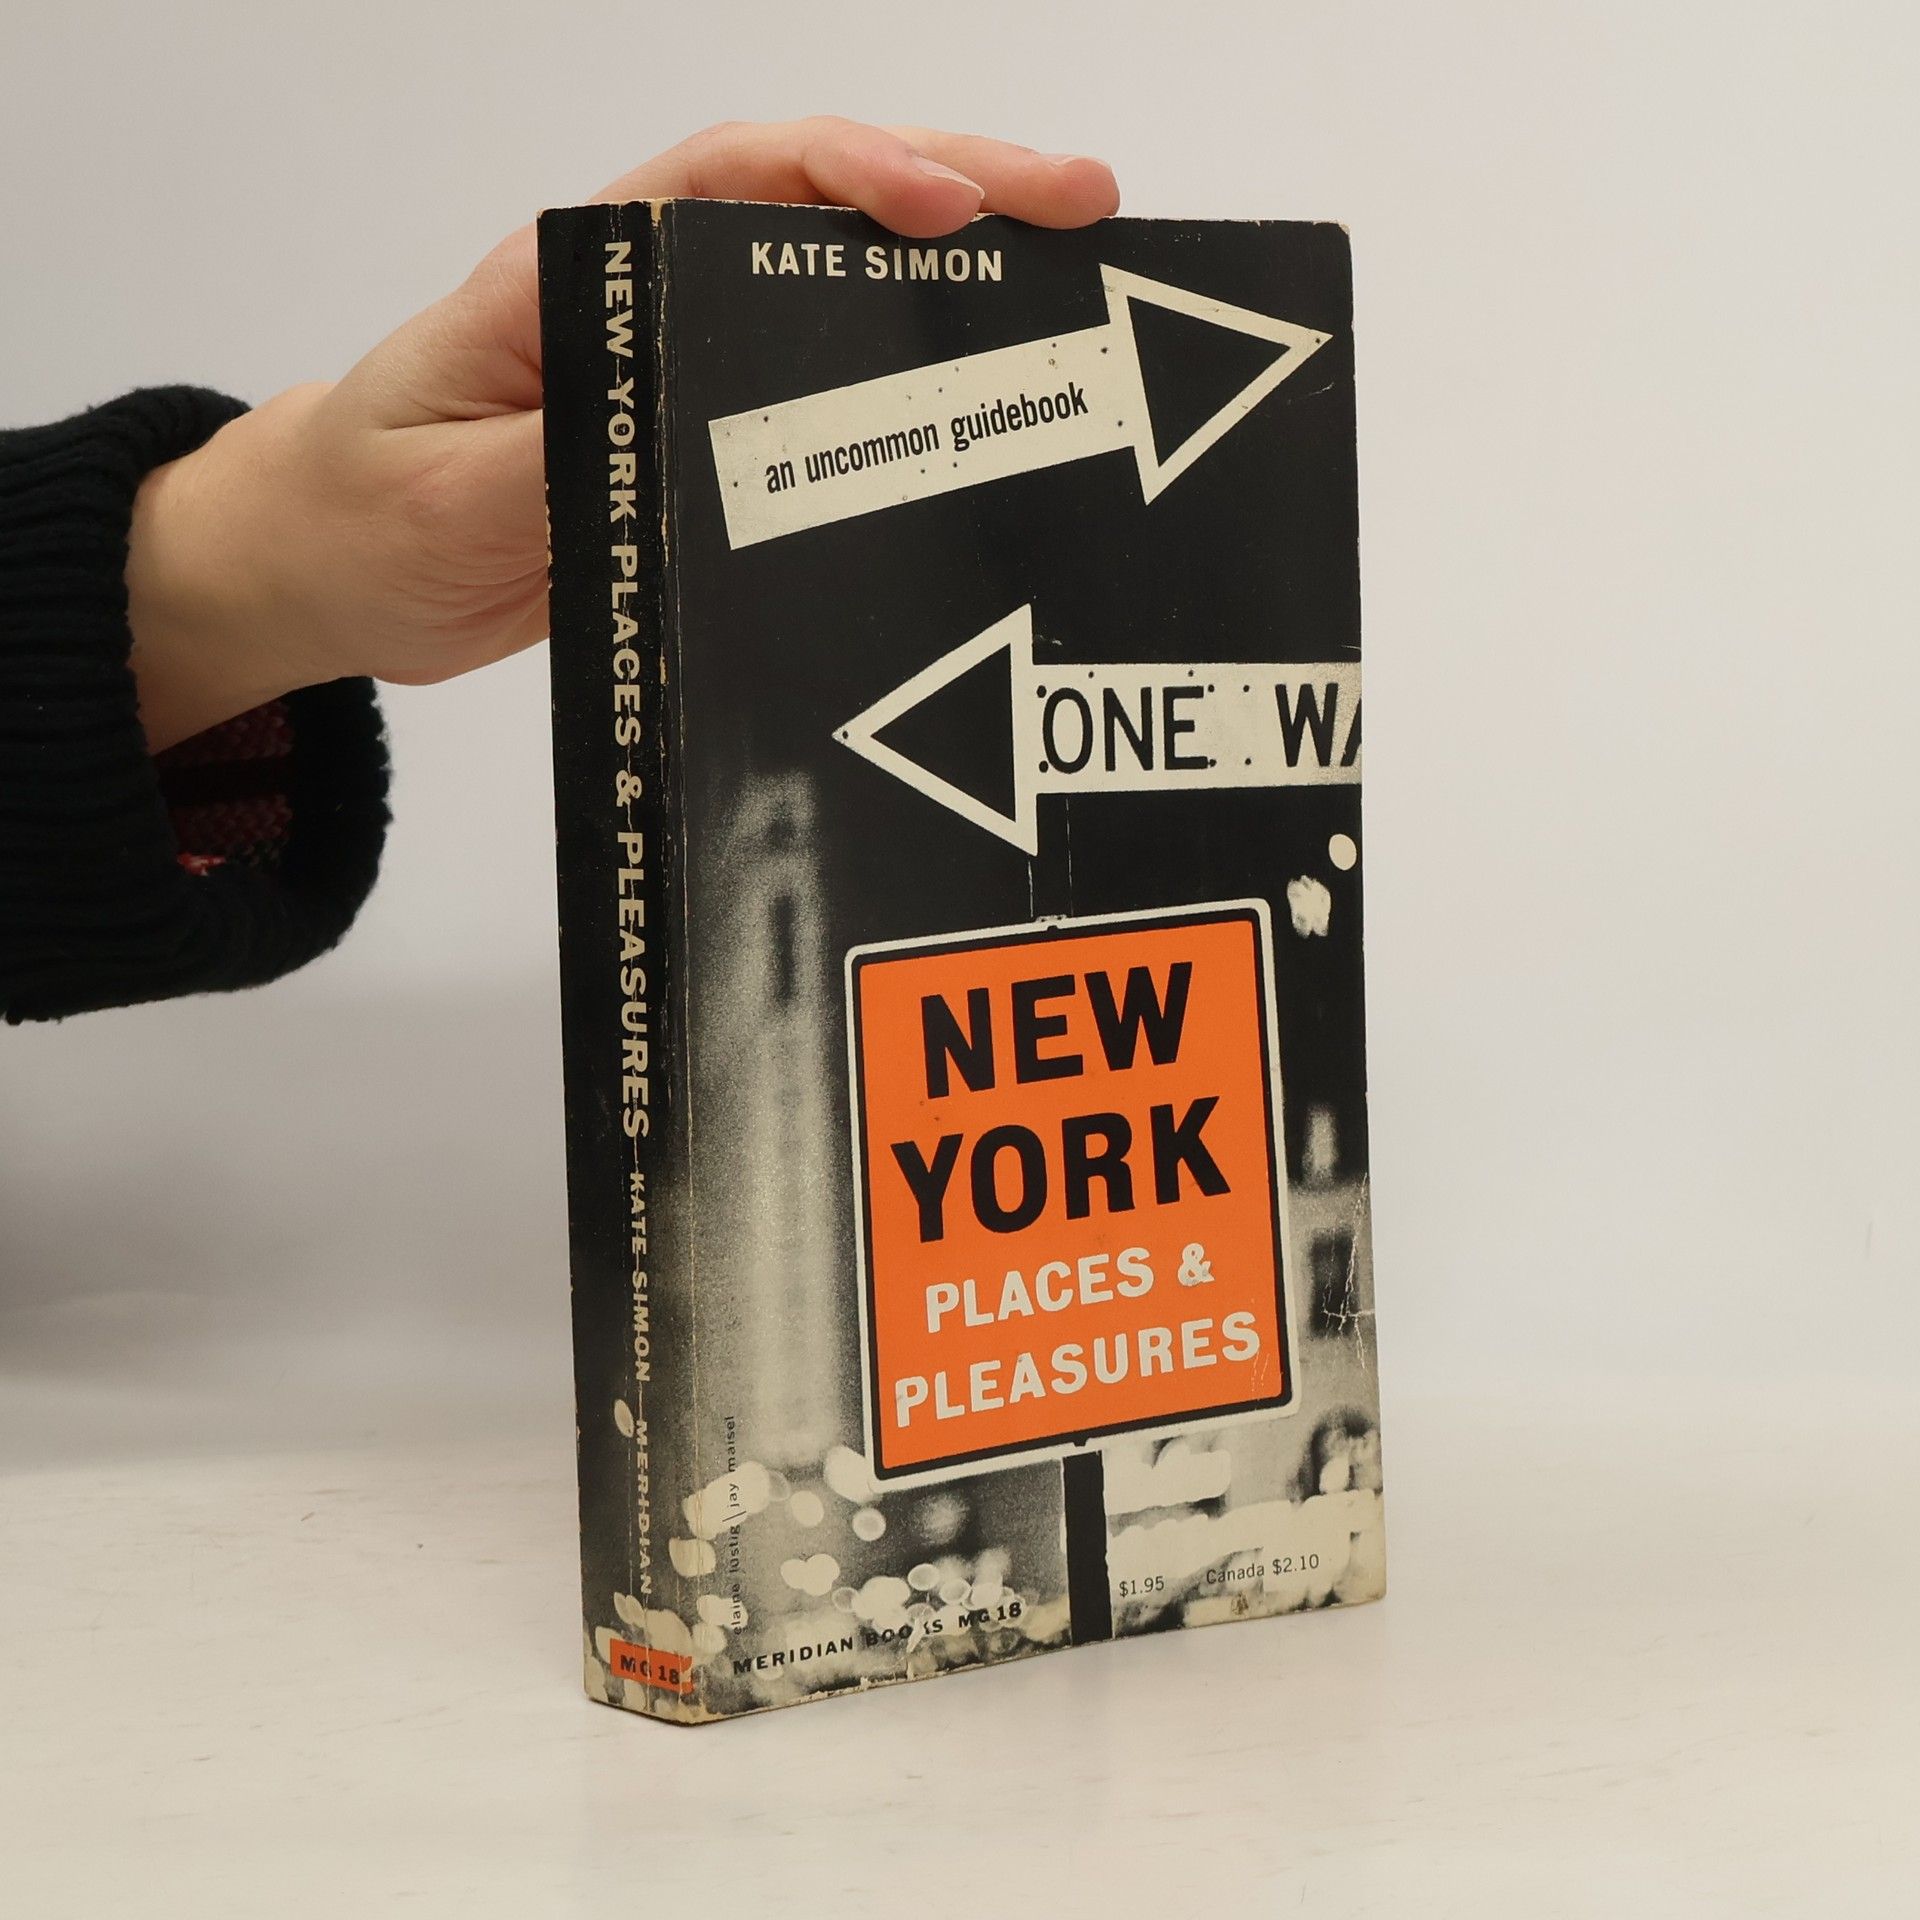 NEW YORK PLACES & PLEASURES KATE SIMON MERIDIAN
MG 18
KATE SIMON
an uncommon guidebook
ONE WA
NEW
YORK
PLACES &
PLEASURES
elaine lustig | jay maisel
$1.95 Canada $2.10
MERIDIAN BOOKS MG 18